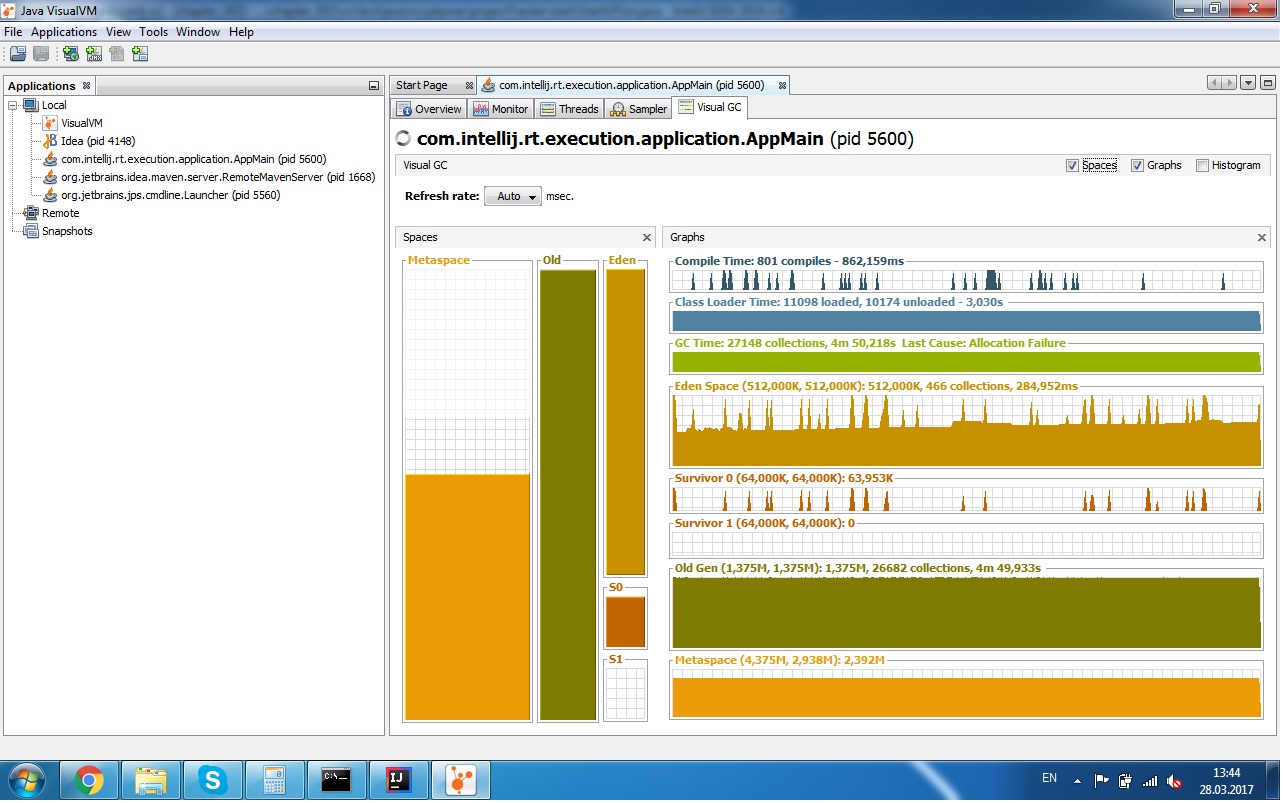 Java VisualVM
File Applications View Tools Window Help
Applications
Local
VisualVM
Idea (pid 4148)
com.intellij.rt.execution.application.AppMain (pid 5600)
org.jetbrains.idea.maven.server.RemoteMavenServer (pid 1668)
org.jetbrains.jps.cmdline.Launcher (pid 5560)
Remote
Snapshots
Start Page com.intellij.rt.execution.application.AppMain (pid 5600)
Overview Monitor Threads Sampler Visual GC
com.intellij.rt.execution.application.AppMain (pid 5600)
Visual GC Spaces Graphs Histogram
Refresh rate: Auto msec.
Spaces
Metaspace Old Eden
S0
S1
Graphs
Compile Time: 801 compiles - 862,159ms
Class Loader Time: 11098 loaded, 10174 unloaded - 3,030s
GC Time: 27148 collections, 4m 50,218s Last Cause: Allocation Failure
Eden Space (512,000K, 512,000K): 512,000K, 466 collections, 284,952ms
Survivor 0 (64,000K, 64,000K): 63,953K
Survivor 1 (64,000K, 64,000K): 0
Old Gen (1,375M, 1,375M): 1,375M, 26682 collections, 4m 49,933s
Metaspace (4,375M, 2,938M): 2,392M
EN
13:44
28.03.2017